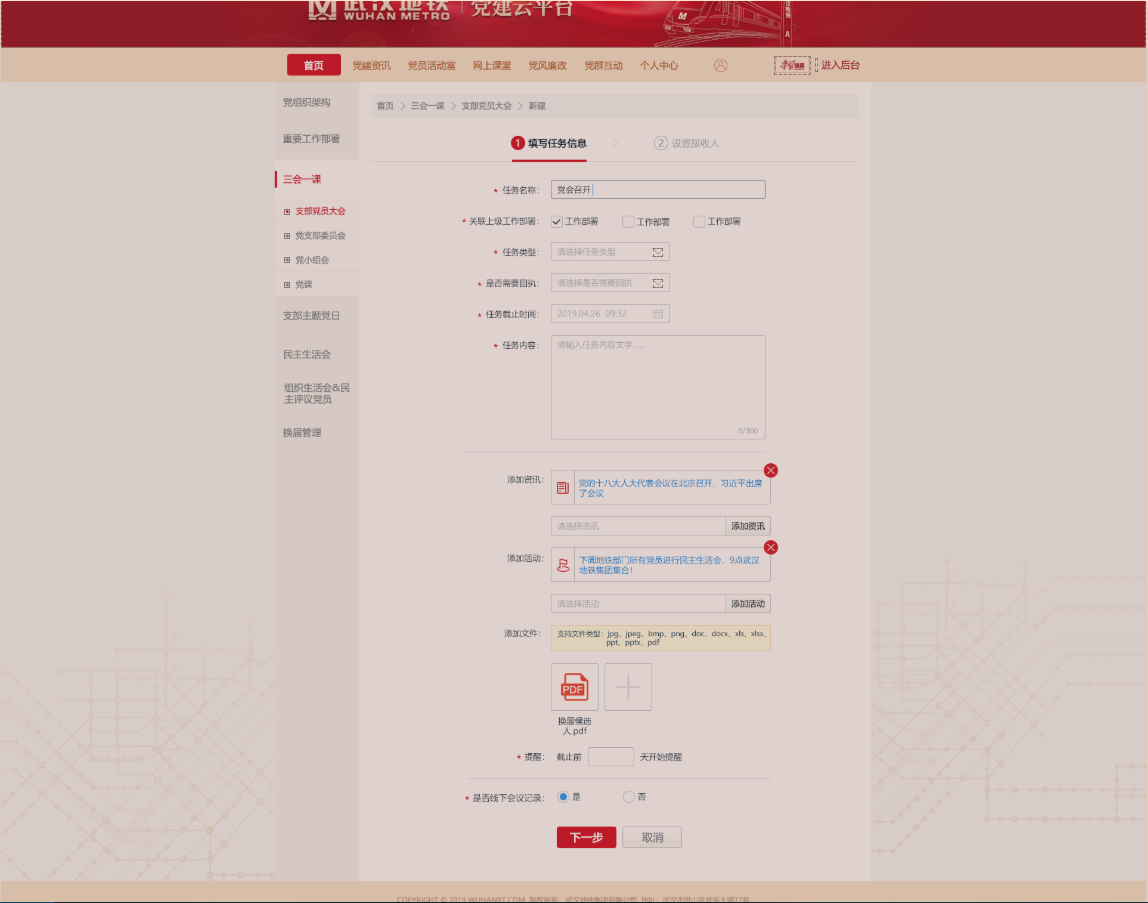 武汉地铁 党建云平台
WUHAN METRO
首页 党建资讯 党员活动室 网上课堂 党风廉政 党群互动 个人中心 进入后台
党组织架构
重要工作部署
三会一课
支部党员大会
党支部委员会
党小组会
党课
支部主题党日
民主生活会
组织生活会&民
主评议党员
换届管理
首页 > 三会一课 > 支部党员大会 > 新建
1 填写任务信息 > 2 设置接收人
* 任务名称: 党会召开
* 关联上级工作部署: 工作部署 工作部署 工作部署
* 任务类型: 请选择任务类型
* 是否需要回执: 请选择是否需要回执
* 任务截止时间: 2019.04.26 09:32
* 任务内容: 请输入任务内容文字......
0/300
添加资讯: 党的十八大人大代表会议在北京召开，习近平出席
了会议
请选择资讯 添加资讯
添加活动: 下周地铁部门所有党员进行民主生活会，9点武汉
地铁集团集合!
请选择活动 添加活动
添加文件: 支持文件类型: jpg、jpeg、bmp、png、doc、docx、xls、xlsx、
ppt、pptx、pdf
PDF
换届候选
人.pdf
* 提醒: 截止前 天开始提醒
* 是否线下会议记录: 是 否
下一步 取消
COPYRIGHT © 2019 WUHANRT.COM 版权所有 武汉地铁集团有限公司 地址：武汉市洪山区欢乐大道77号